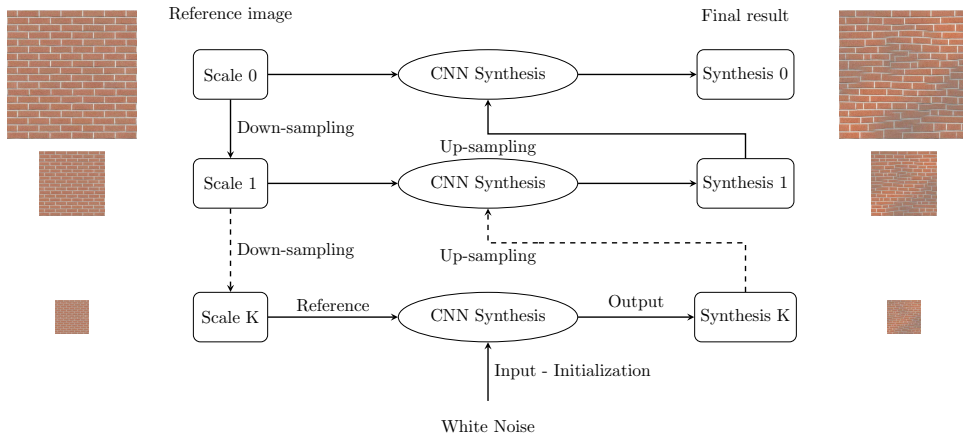 Reference image
Final result
Scale 0
CNN Synthesis
Synthesis 0
Down-sampling
Up-sampling
Scale 1
CNN Synthesis
Synthesis 1
Down-sampling
Up-sampling
Scale K
Reference
CNN Synthesis
Output
Synthesis K
Input - Initialization
White Noise